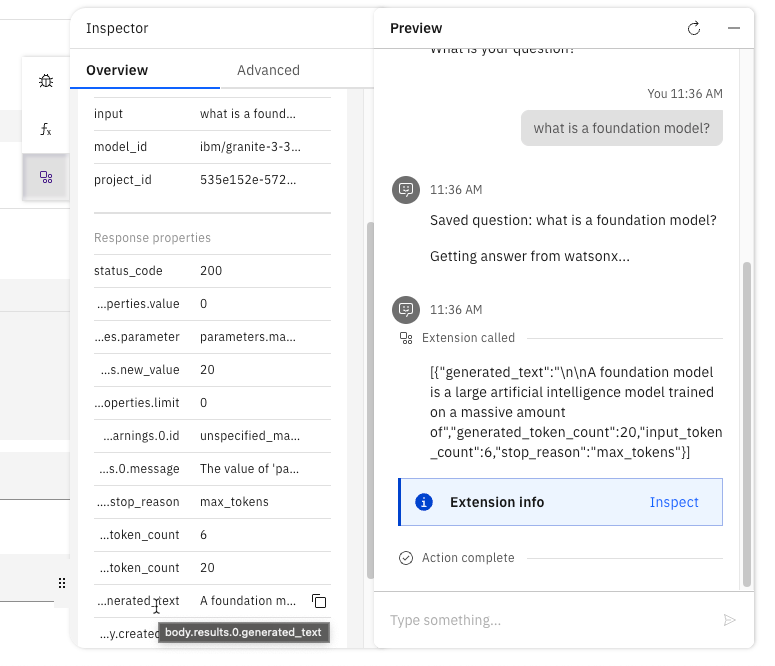 Inspector
Overview
Advanced
input
what is a found...
model_id
ibm/granite-3-3...
project_id
535e152e-572...
Response properties
status_code
200
...perties.value
0
...es.parameter
parameters.ma...
...s.new_value
20
...operties.limit
0
...arnings.0.id
unspecified_ma...
...s.0.message
The value of 'pa...
....stop_reason
max_tokens
...token_count
6
...token_count
20
...nerated_text
A foundation m...
...y.created
body.results.0.generated_text
Preview
What is your question?
You 11:36 AM
what is a foundation model?
11:36 AM
Saved question: what is a foundation model?
Getting answer from watsonx...
11:36 AM
Extension called
[{"generated_text":"\n\nA foundation model
is a large artificial intelligence model trained
on a massive amount
of","generated_token_count":20,"input_token
_count":6,"stop_reason":"max_tokens"}]
Extension info
Inspect
Action complete
Type something...